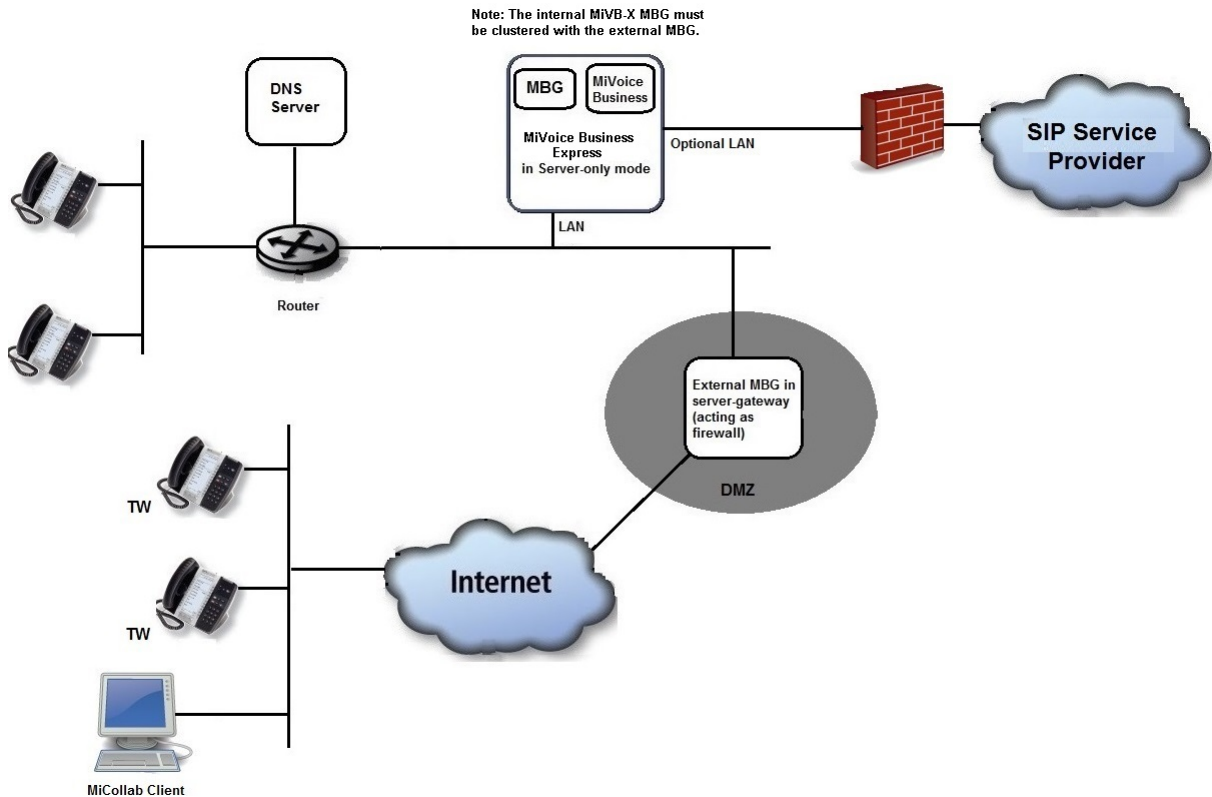 Note: The internal MiVB-X MBG must
be clustered with the external MBG.
DNS
Server
MBG
MiVoice
Business
MiVoice Business
Express
in Server-only mode
Optional LAN
SIP Service
Provider
LAN
Router
External MBG in
server-gateway
(acting as
firewall)
DMZ
TW
Internet
TW
MiCollab Client